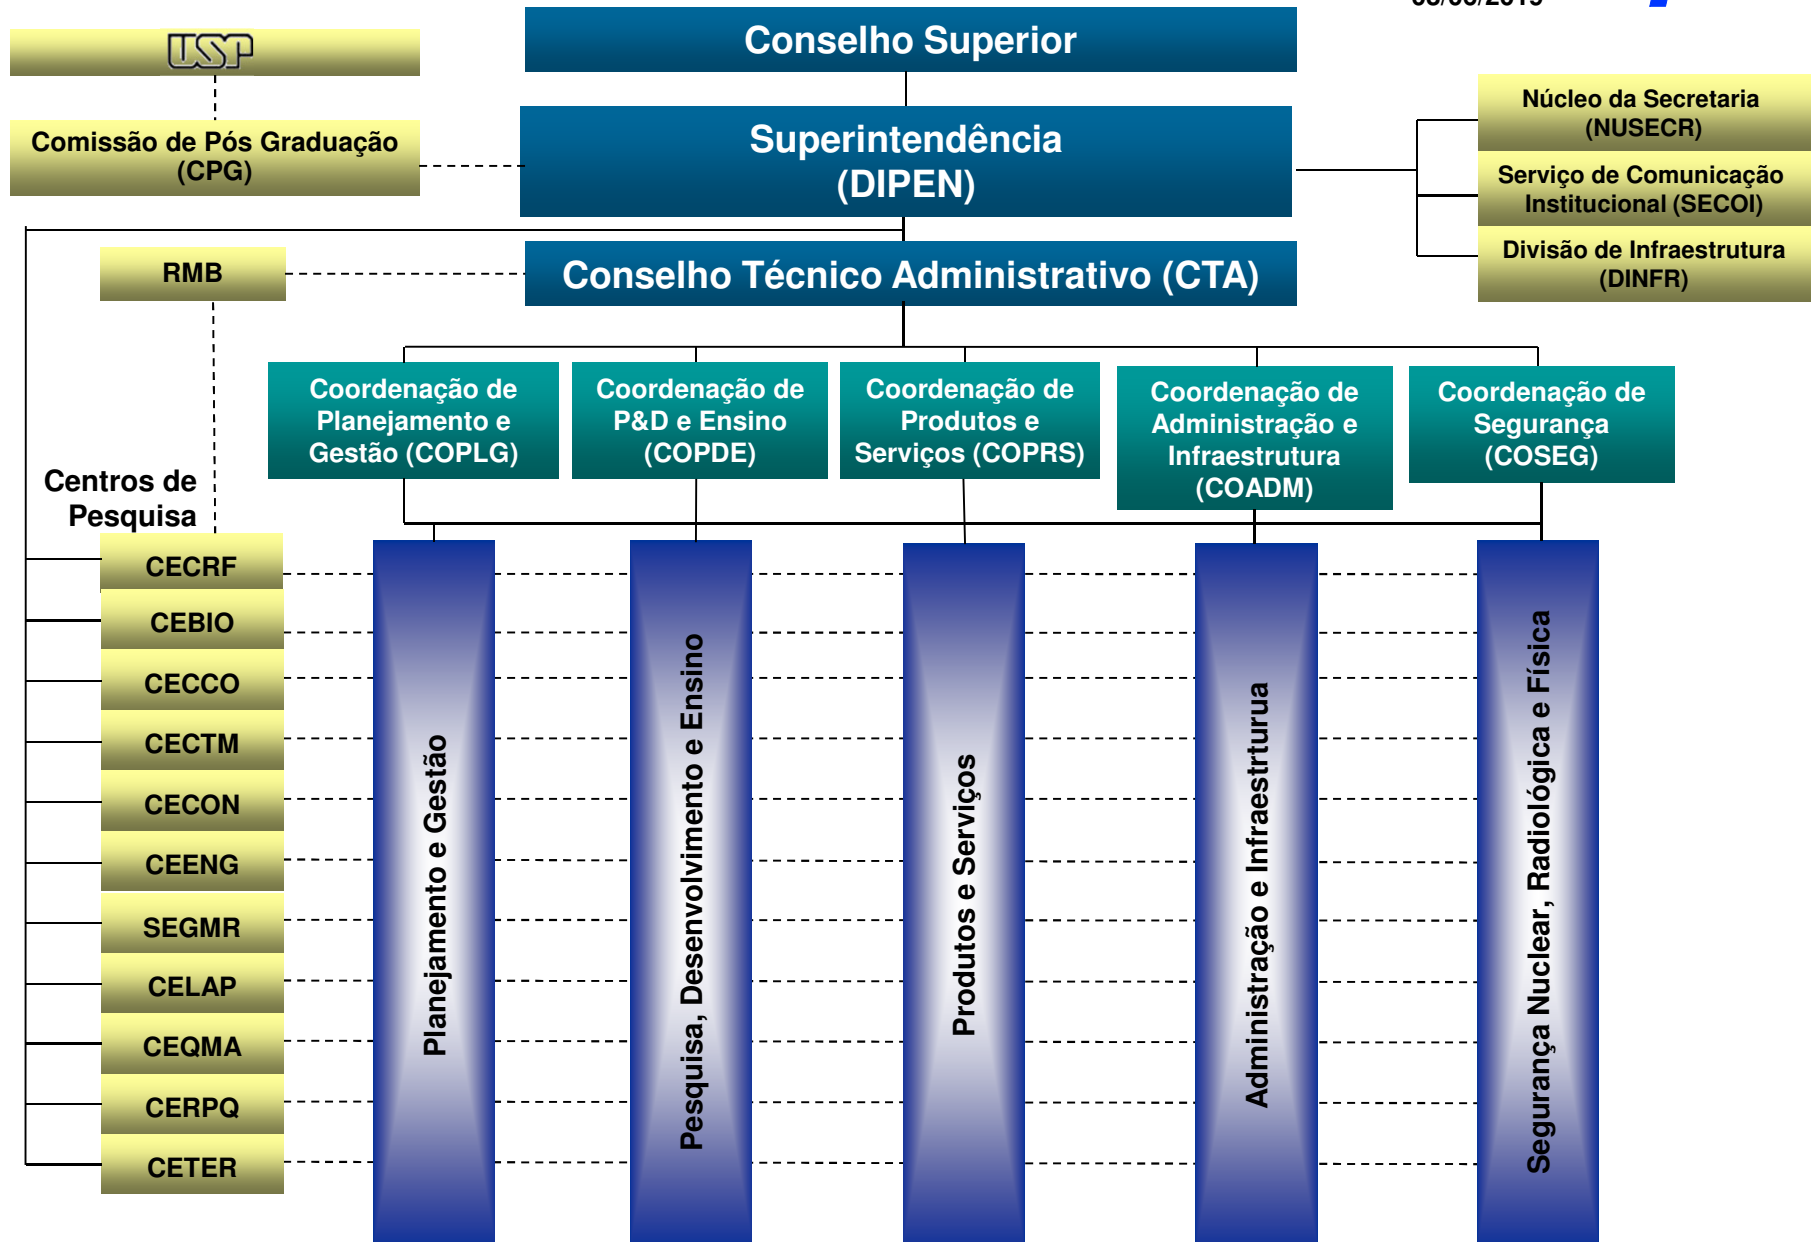 USP
Conselho Superior
Comissão de Pós Graduação
(CPG)
Superintendência
(DIPEN)
Núcleo da Secretaria
(NUSECR)
Serviço de Comunicação
Institucional (SECOI)
Divisão de Infraestrutura
(DINFR)
RMB
Conselho Técnico Administrativo (CTA)
Coordenação de
Planejamento e
Gestão (COPLG)
Coordenação de
P&D e Ensino
(COPDE)
Coordenação de
Produtos e
Serviços (COPRS)
Coordenação de
Administração e
Infraestrutura
(COADM)
Coordenação de
Segurança
(COSEG)
Centros de
Pesquisa
CECRF
CEBIO
CECCO
CECTM
CECON
CEENG
SEGMR
CELAP
CEQMA
CERPQ
CETER
Planejamento e Gestão
Pesquisa, Desenvolvimento e Ensino
Produtos e Serviços
Administração e Infraestrturua
Segurança Nuclear, Radiológica e Física